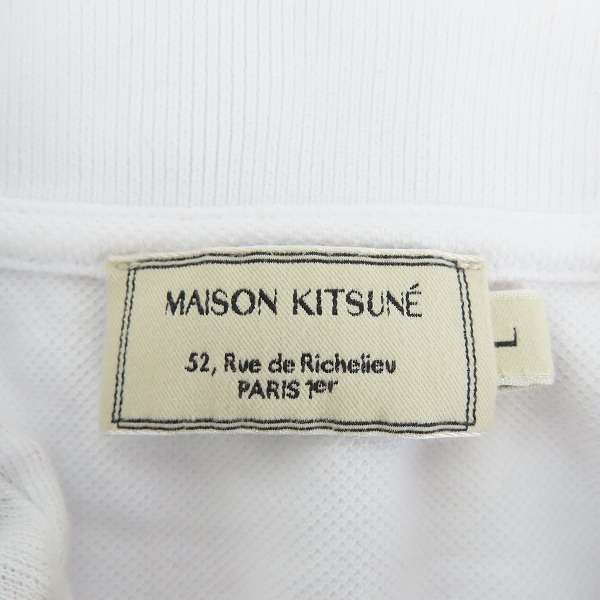 MAISON KITSUNÉ
52, Rue de Richelieu
PARIS 1er
L